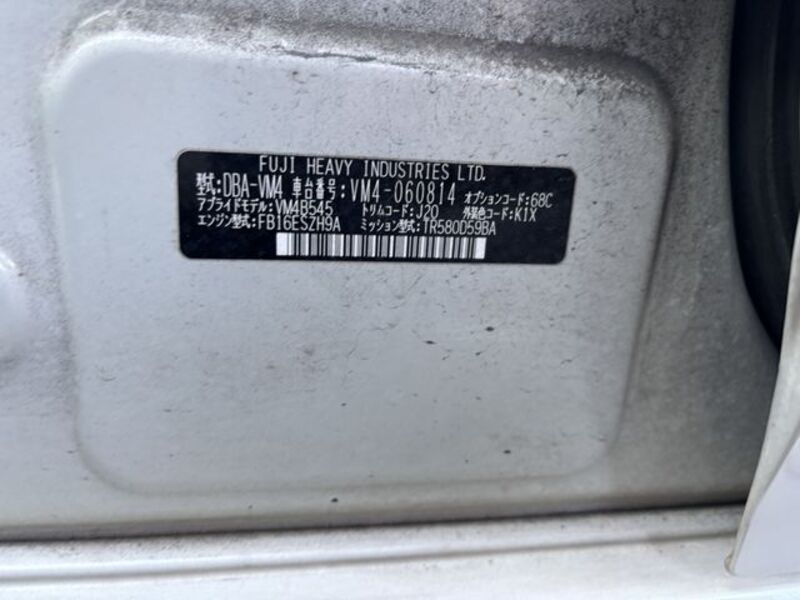 FUJI HEAVY INDUSTRIES LTD.
型式:DBA-VM4 車台番号:VM4-060814 オプションコード:68C
アプライドモデル:VM4B545 トリムコード:J20 外装色コード:K1X
エンジン型式:FB16ESZH9A ミッション型式:TR580D59BA